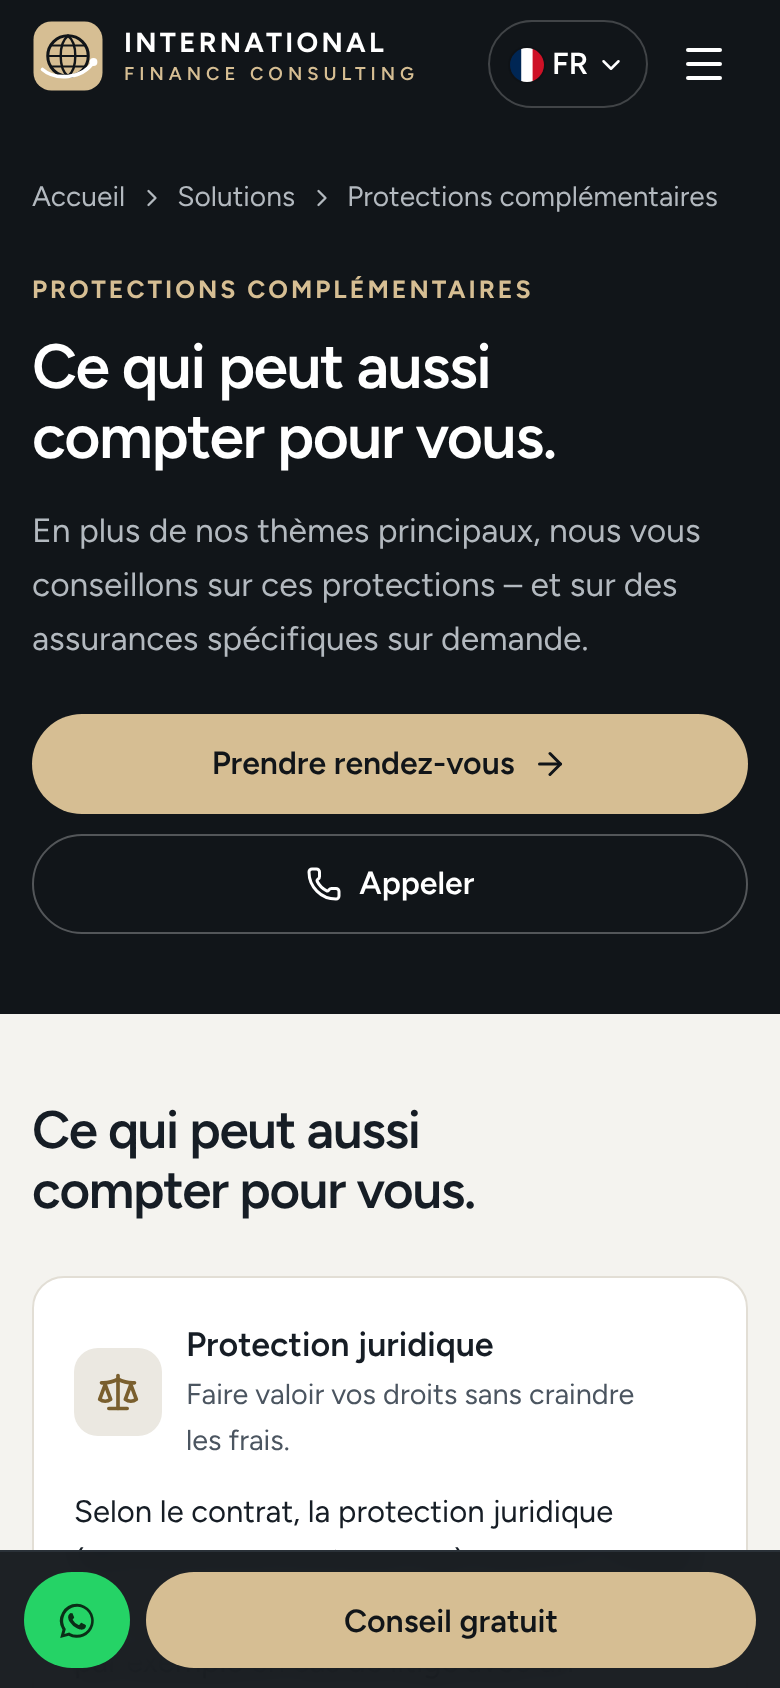 INTERNATIONAL
FINANCE CONSULTING
FR
Accueil > Solutions > Protections complémentaires
PROTECTIONS COMPLÉMENTAIRES
Ce qui peut aussi
compter pour vous.
En plus de nos thèmes principaux, nous vous
conseillons sur ces protections – et sur des
assurances spécifiques sur demande.
Prendre rendez-vous →
Appeler
Ce qui peut aussi
compter pour vous.
Protection juridique
Faire valoir vos droits sans craindre
les frais.
Selon le contrat, la protection juridique
Conseil gratuit